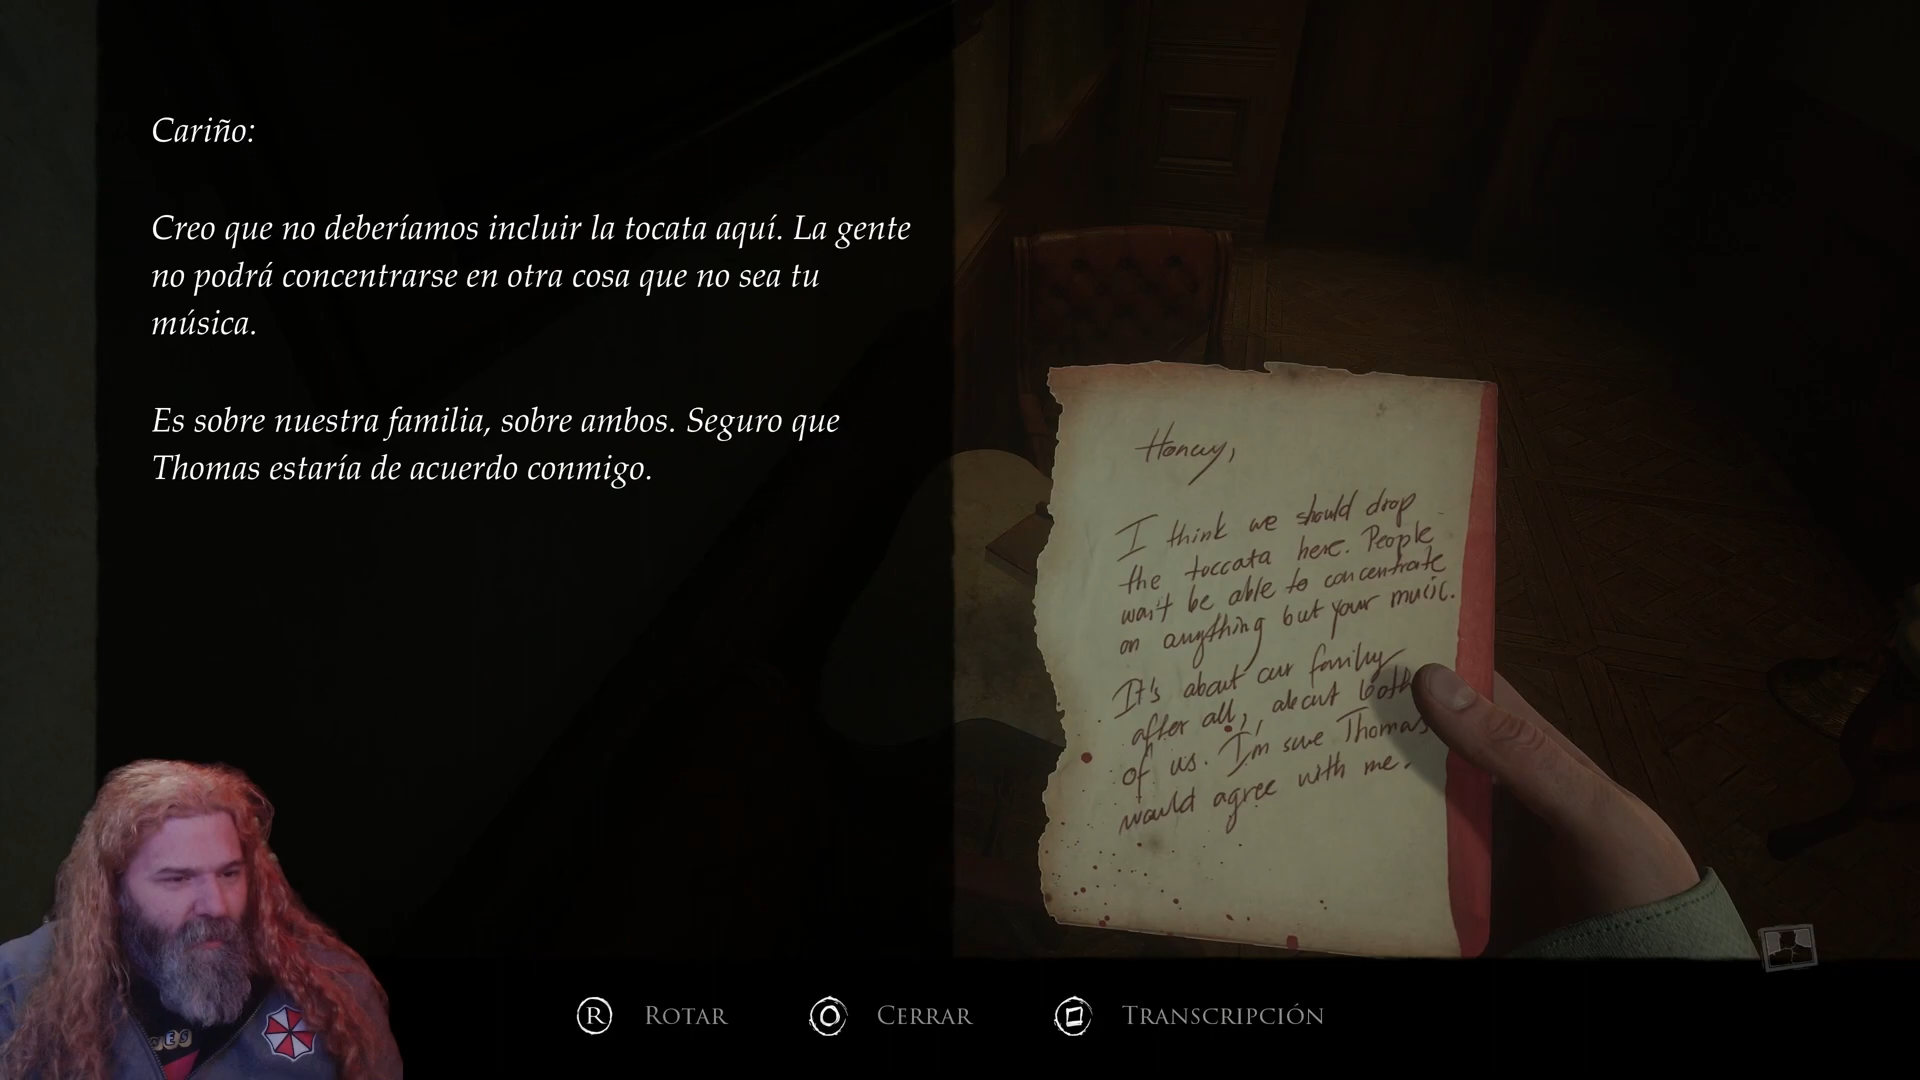 Cariño:
Creo que no deberíamos incluir la tocata aquí. La gente
no podrá concentrarse en otra cosa que no sea tu
música.
Es sobre nuestra familia, sobre ambos. Seguro que
Thomas estaría de acuerdo conmigo.
Honey,
I think we should drop
the toccata here. People
won't be able to concentrate
on anything but your music.
It's about our family
after all, about both
of us. I'm sure Thomas
would agree with me.
R ROTAR CERRAR TRANSCRIPCIÓN